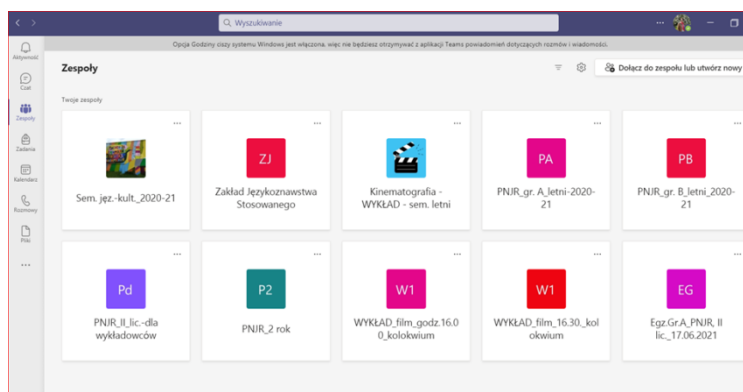 Wyszukiwanie
Opcja Godziny ciszy systemu Windows jest włączona. więc nie będziesz otrzymywać z aplikacji Teams powiadomień dotyczących rozmów i wiadomości.
Aktywność
Czat
Zespoły
Zadania
Kalendarz
Rozmowy
Pliki
Zespoły
Dołącz do zespołu lub utwórz nowy
Twoje zespoły
Sem. jęz.-kult._2020-21
ZJ
Zakład Językoznawstwa
Stosowanego
Kinematografia -
WYKŁAD - sem. letni
PA
PNJR_gr. A_letni-2020-
21
PB
PNJR_gr. B_letni_2020-
21
Pd
PNJR_II_lic.-dla
wykładowców
P2
PNJR_2 rok
W1
WYKŁAD_film_godz.16.0
0_kolokwium
W1
WYKŁAD_film_16.30._kol
okwium
EG
Egz.Gr.A_PNJR, II
lic._17.06.2021